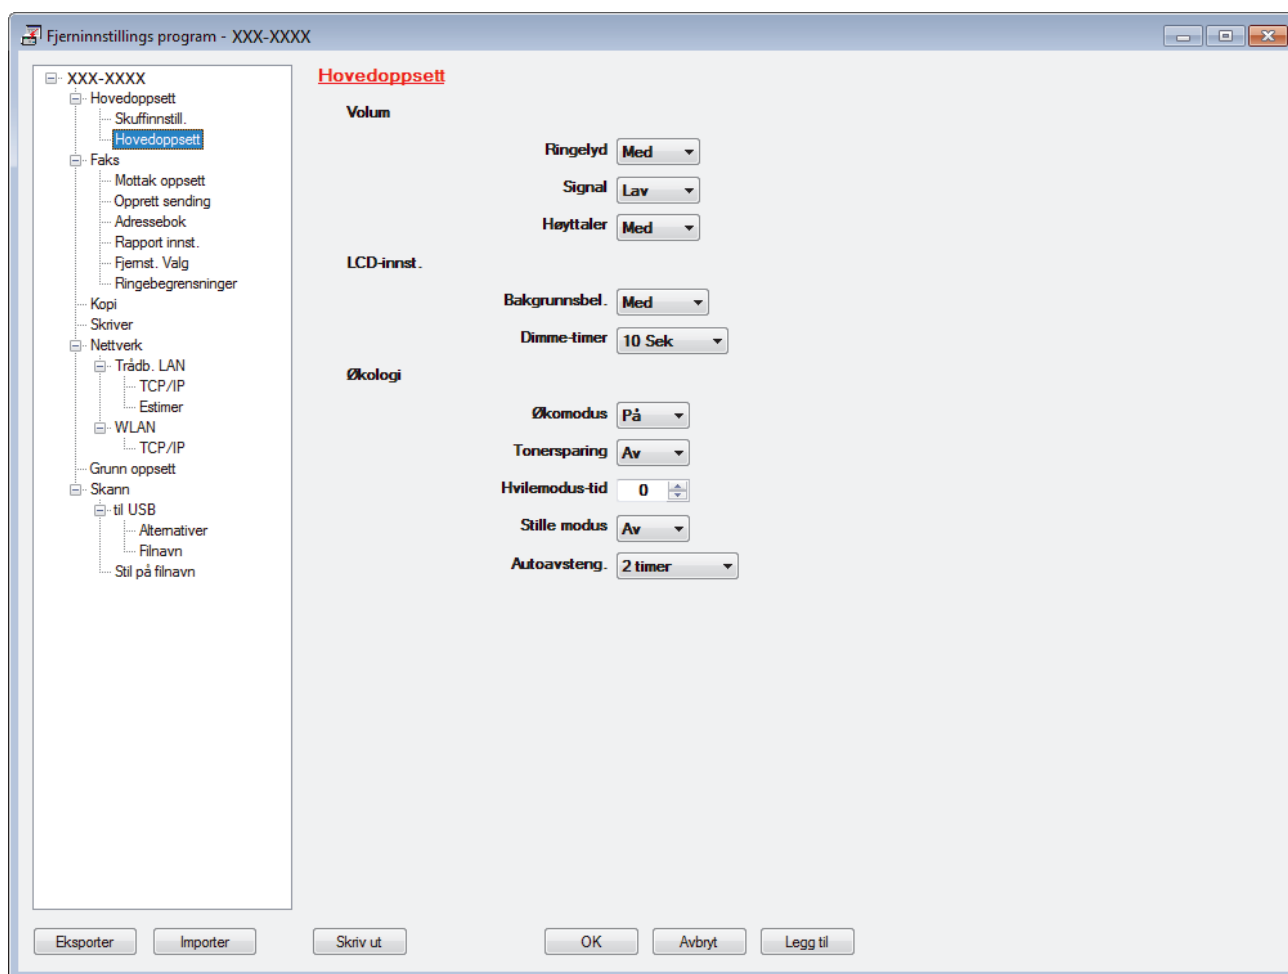 Fjerninnstillings program - XXX-XXXX
XXX-XXXX
Hovedoppsett
Skuffinnstill.
Hovedoppsett
Faks
Mottak oppsett
Opprett sending
Adressebok
Rapport innst.
Fjernst. Valg
Ringebegrensninger
Kopi
Skriver
Nettverk
Trådb. LAN
TCP/IP
Estimer
WLAN
TCP/IP
Grunn oppsett
Skann
til USB
Alternativer
Filnavn
Stil på filnavn
Hovedoppsett
Volum
Ringelyd Med
Signal Lav
Høyttaler Med
LCD-innst.
Bakgrunnsbel. Med
Dimme-timer 10 Sek
Økologi
Økomodus På
Tonersparing Av
Hvilemodus-tid 0
Stille modus Av
Autoavsteng. 2 timer
Eksporter Importer Skriv ut OK Avbryt Legg til